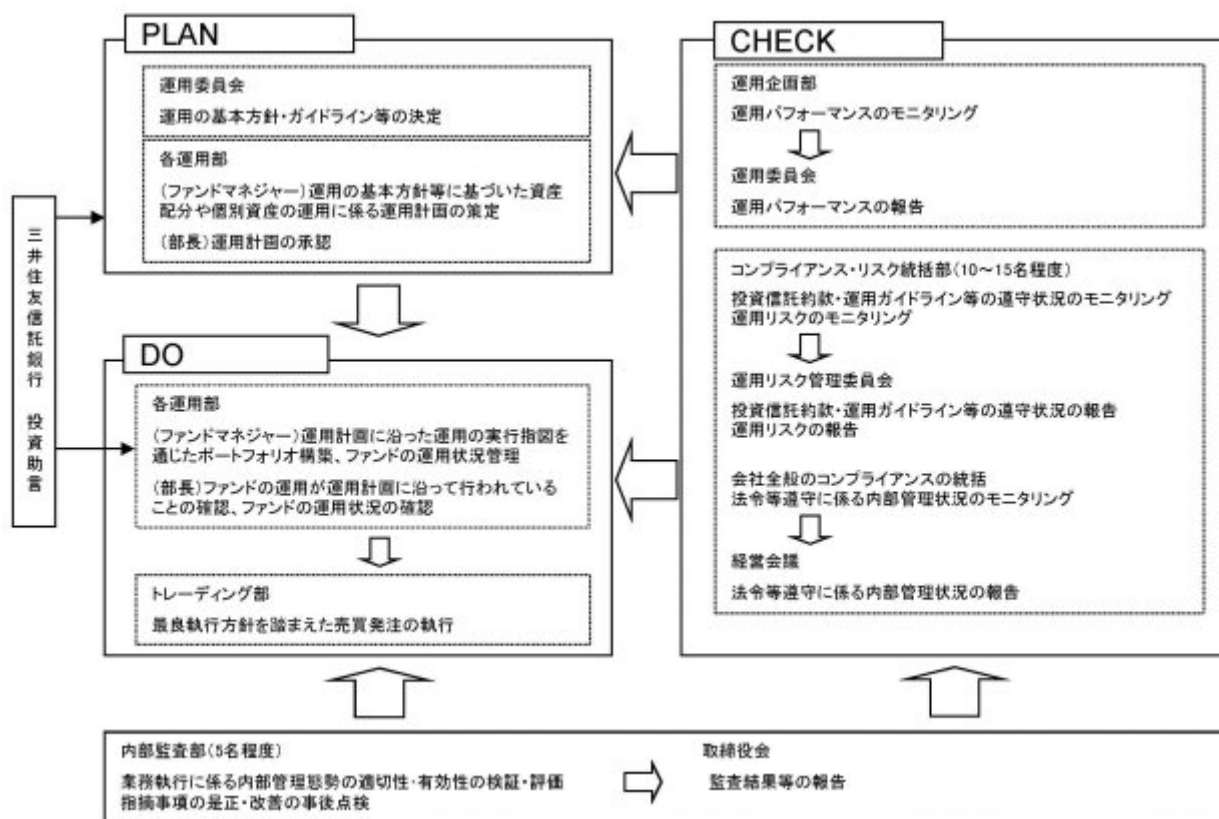 PLAN
運用委員会
運用の基本方針・ガイドライン等の決定
各運用部
(ファンドマネジャー)運用の基本方針等に基づいた資産
配分や個別資産の運用に係る運用計画の策定
(部長)運用計画の承認
三井住友信託銀行 投資助言
DO
各運用部
(ファンドマネジャー)運用計画に沿った運用の実行指図を
通じたポートフォリオ構築、ファンドの運用状況管理
(部長)ファンドの運用が運用計画に沿って行われている
ことの確認、ファンドの運用状況の確認
トレーディング部
最良執行方針を踏まえた売買発注の執行
CHECK
運用企画部
運用パフォーマンスのモニタリング
運用委員会
運用パフォーマンスの報告
コンプライアンス・リスク統括部(10～15名程度)
投資信託約款・運用ガイドライン等の遵守状況のモニタリング
運用リスクのモニタリング
運用リスク管理委員会
投資信託約款・運用ガイドライン等の遵守状況の報告
運用リスクの報告
会社全般のコンプライアンスの統括
法令等遵守に係る内部管理状況のモニタリング
経営会議
法令等遵守に係る内部管理状況の報告
内部監査部(5名程度)
業務執行に係る内部管理態勢の適切性・有効性の検証・評価
指摘事項の是正・改善の事後点検
取締役会
監査結果等の報告